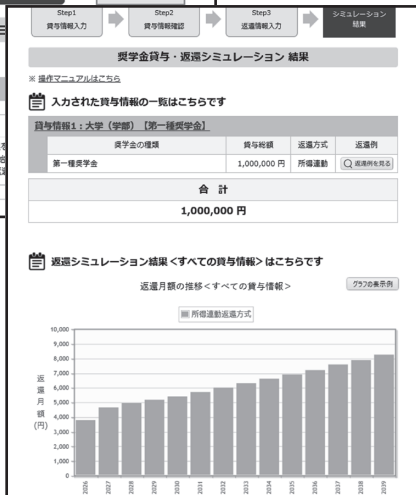 Step1
貸与情報入力
Step2
貸与情報確認
Step3
返還情報入力
シミュレーション
結果
奨学金貸与・返還シミュレーション 結果
※ 操作マニュアルはこちら
入力された貸与情報の一覧はこちらです
貸与情報1：大学（学部）【第一種奨学金】
奨学金の種類 貸与総額 返還方式 返還例
第一種奨学金 1,000,000 円 所得連動 返還例を見る
合 計
1,000,000 円
返還シミュレーション結果＜すべての貸与情報＞はこちらです
返還月額の推移＜すべての貸与情報＞ グラフの表示例
所得連動返還方式
返還月額(円)
10,000
9,000
8,000
7,000
6,000
5,000
4,000
3,000
2,000
1,000
0
2026 2027 2028 2029 2030 2031 2032 2033 2034 2035 2036 2037 2038 2039